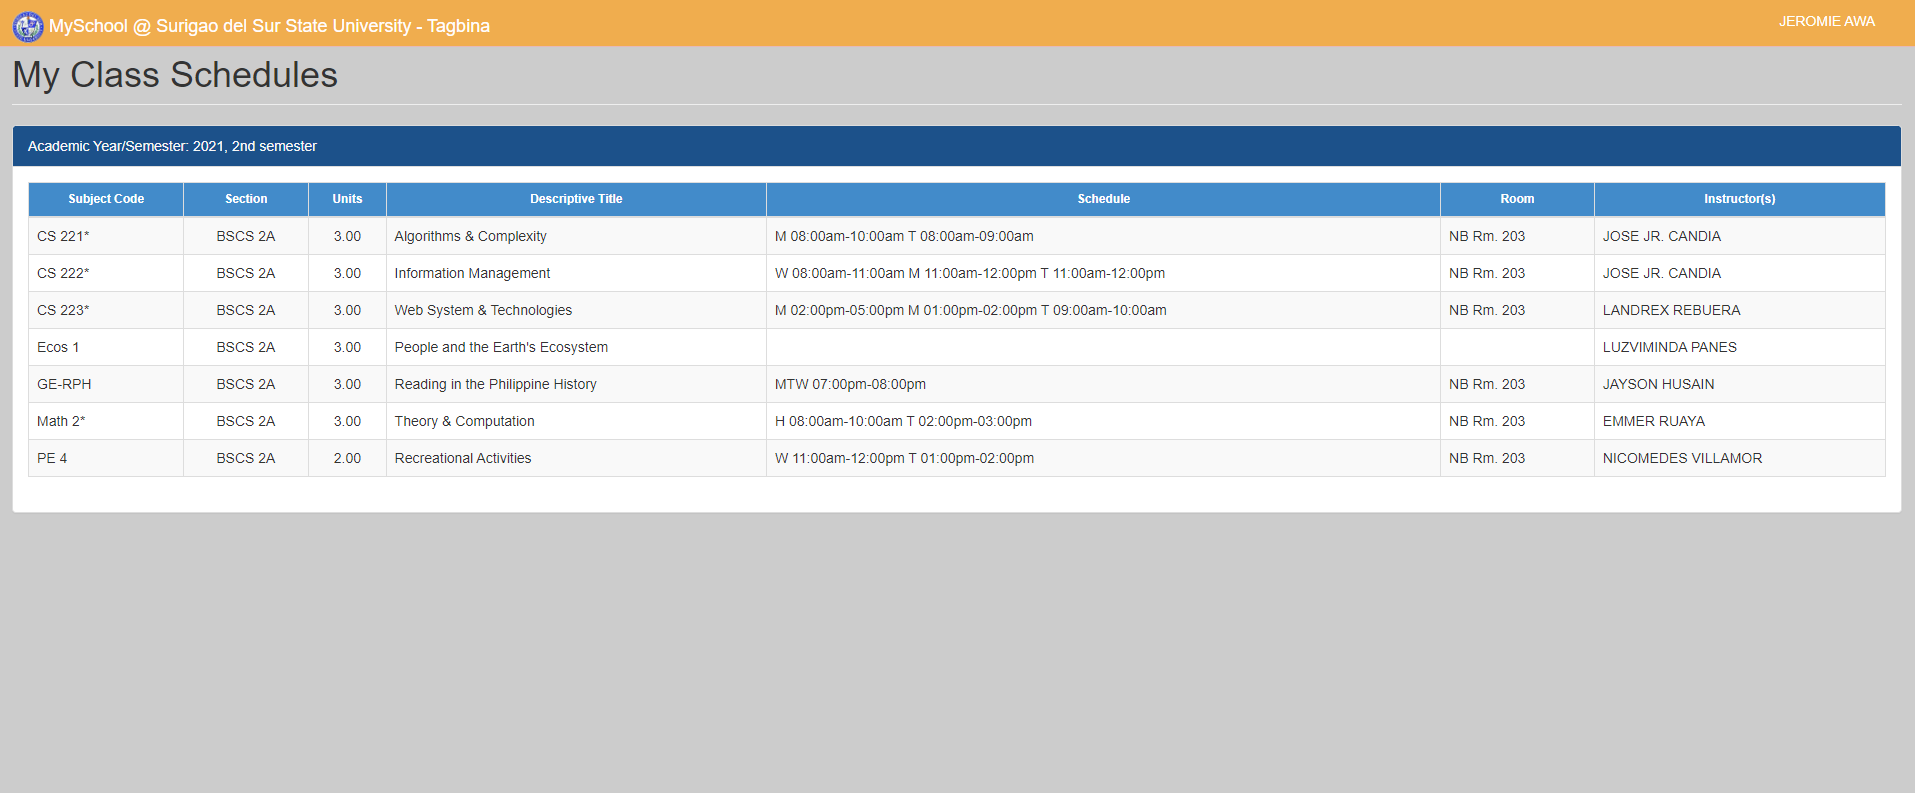 MySchool @ Surigao del Sur State University - Tagbina
JEROMIE AWA
My Class Schedules
Academic Year/Semester: 2021, 2nd semester
Subject Code Section Units Descriptive Title Schedule Room Instructor(s)
CS 221* BSCS 2A 3.00 Algorithms & Complexity M 08:00am-10:00am T 08:00am-09:00am NB Rm. 203 JOSE JR. CANDIA
CS 222* BSCS 2A 3.00 Information Management W 08:00am-11:00am M 11:00am-12:00pm T 11:00am-12:00pm NB Rm. 203 JOSE JR. CANDIA
CS 223* BSCS 2A 3.00 Web System & Technologies M 02:00pm-05:00pm M 01:00pm-02:00pm T 09:00am-10:00am NB Rm. 203 LANDREX REBUERA
Ecos 1 BSCS 2A 3.00 People and the Earth's Ecosystem LUZVIMINDA PANES
GE-RPH BSCS 2A 3.00 Reading in the Philippine History MTW 07:00pm-08:00pm NB Rm. 203 JAYSON HUSAIN
Math 2* BSCS 2A 3.00 Theory & Computation H 08:00am-10:00am T 02:00pm-03:00pm NB Rm. 203 EMMER RUAYA
PE 4 BSCS 2A 2.00 Recreational Activities W 11:00am-12:00pm T 01:00pm-02:00pm NB Rm. 203 NICOMEDES VILLAMOR